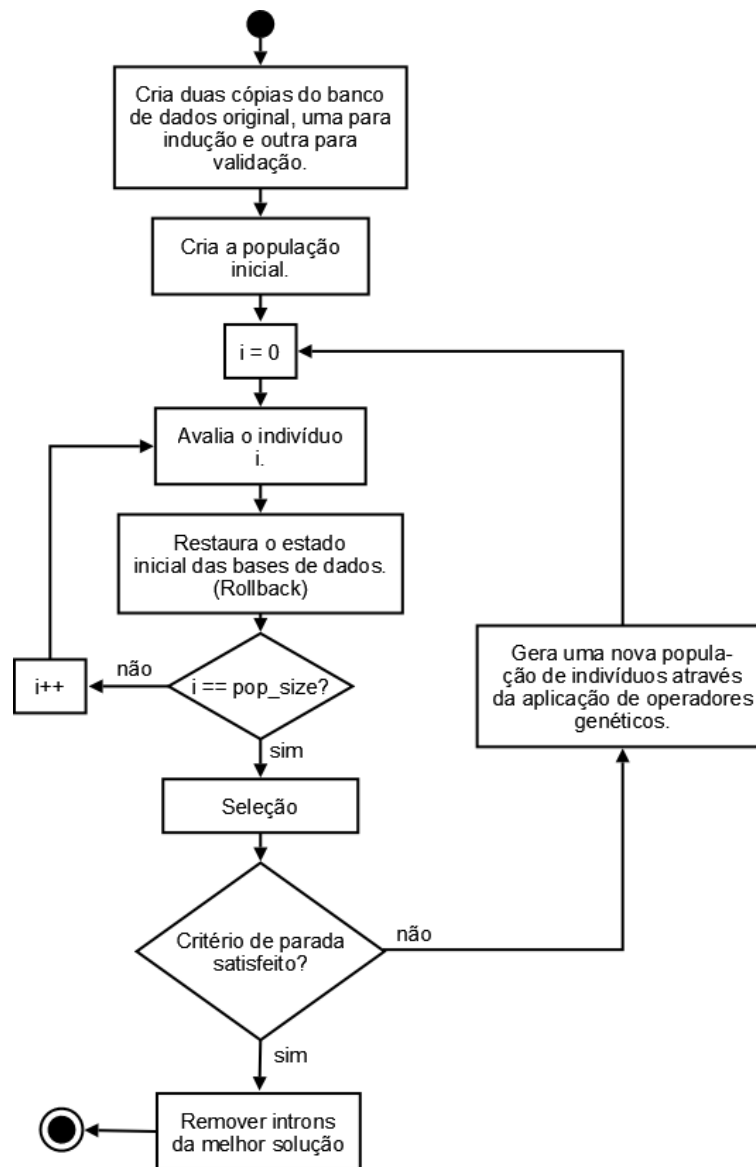 Cria duas cópias do banco
de dados original, uma para
indução e outra para
validação.
Cria a população
inicial.
i = 0
Avalia o indivíduo
i.
Restaura o estado
inicial das bases de dados.
(Rollback)
i == pop_size?
não
i++
sim
Seleção
Critério de parada
satisfeito?
não
Gera uma nova popula-
ção de indivíduos através
da aplicação de operadores
genéticos.
sim
Remover introns
da melhor solução